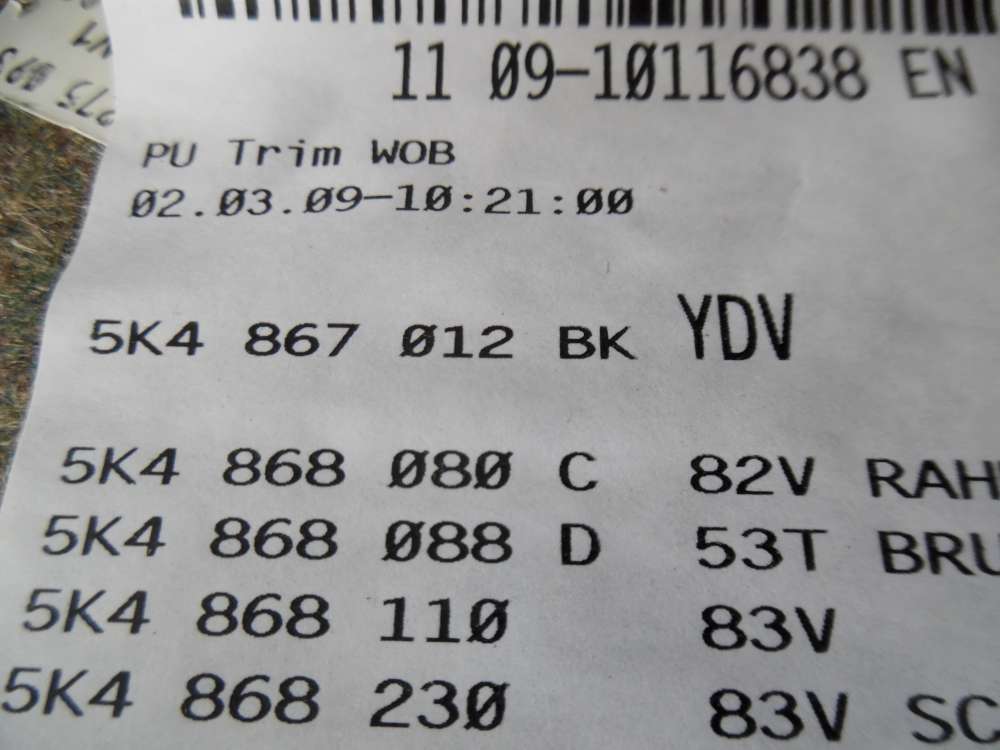 11 09-10116838 EN
PU Trim WOB
02.03.09-10:21:00
5K4 867 012 BK YDV
5K4 868 080 C 82V RAH
5K4 868 088 D 53T BRU
5K4 868 110 83V
5K4 868 230 83V SC